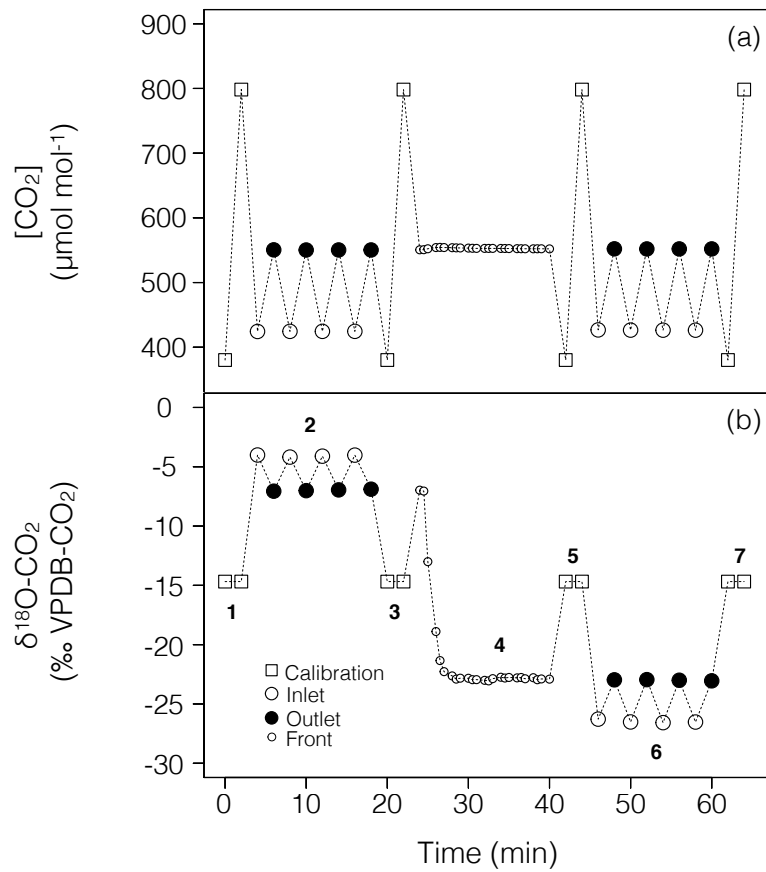 (a)
900
800
700
600
500
400
[CO₂]
(µmol mol⁻¹)
(b)
0
-5
-10
-15
-20
-25
-30
δ¹⁸O-CO₂
(‰ VPDB-CO₂)
2
5
7
1
3
4
6
Calibration
Inlet
Outlet
Front
0 10 20 30 40 50 60
Time (min)